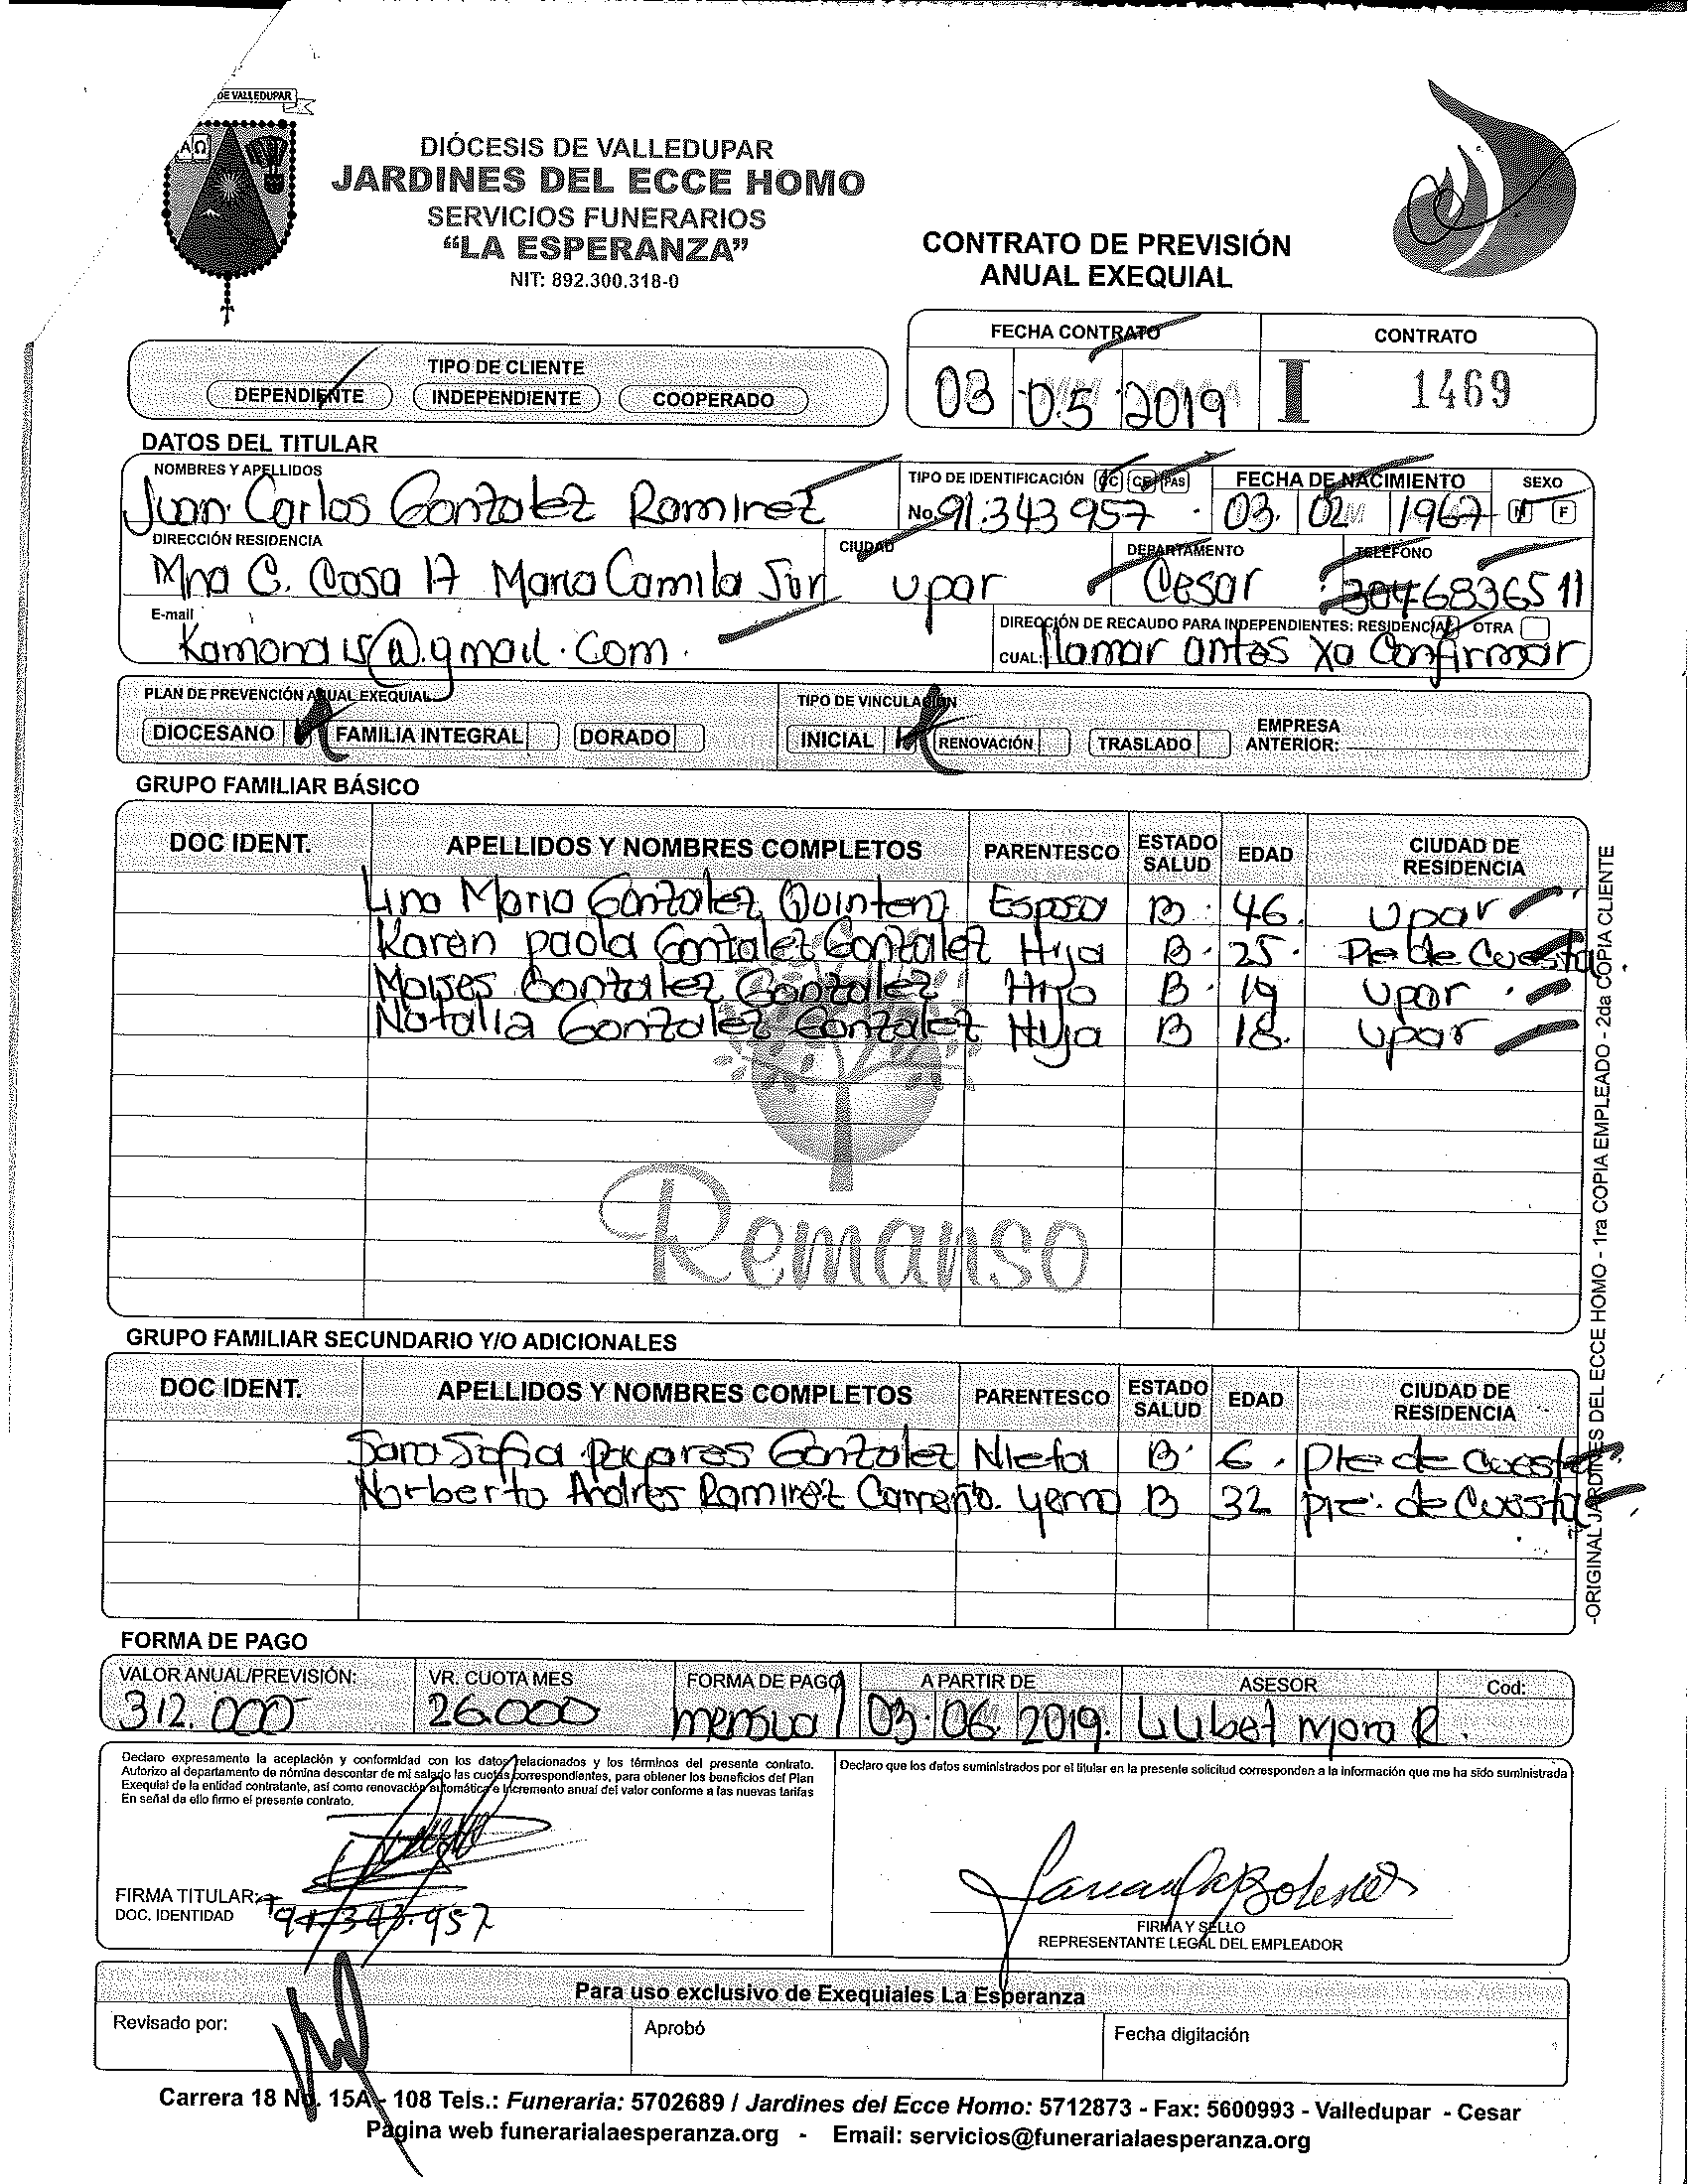 DE VALLEDUPAR
DIÓCESIS DE VALLEDUPAR
JARDINES DEL ECCE HOMO
SERVICIOS FUNERARIOS
“LA ESPERANZA”
NIT: 892.300.318-0
CONTRATO DE PREVISIÓN
ANUAL EXEQUIAL
FECHA CONTRATO CONTRATO
03 05 2019 I 1469
TIPO DE CLIENTE
DEPENDIENTE INDEPENDIENTE COOPERADO
DATOS DEL TITULAR
NOMBRES Y APELLIDOS TIPO DE IDENTIFICACIÓN CC CE PAS FECHA DE NACIMIENTO SEXO
Juan Carlos Gonzalez Ramirez No. 91.343957 03. 02 1967 M F
DIRECCIÓN RESIDENCIA CIUDAD DEPARTAMENTO TELÉFONO
Mna C. Casa 17 Maria Camila Sur upar Cesar 3046836511
E-mail DIRECCIÓN DE RECAUDO PARA INDEPENDIENTES: RESIDENCIAL OTRA
@.gmail.com. CUAL: llamar antes xa Confirmar
PLAN DE PREVENCIÓN ANUAL EXEQUIAL TIPO DE VINCULACIÓN
DIOCESANO FAMILIA INTEGRAL DORADO INICIAL RENOVACIÓN TRASLADO EMPRESA ANTERIOR:
GRUPO FAMILIAR BÁSICO
DOC IDENT. APELLIDOS Y NOMBRES COMPLETOS PARENTESCO ESTADO SALUD EDAD CIUDAD DE RESIDENCIA
Lina Maria Gonzalez Esposa B 46. upar
Karen paola Gonzalez Gonzalez Hija B 25. Pie de Cuesta.
Moises Gonzalez Gonzalez Hijo B 19 upar
Natalia Gonzalez Gonzalez Hija B 18. upar
Remanso
GRUPO FAMILIAR SECUNDARIO Y/O ADICIONALES
DOC IDENT. APELLIDOS Y NOMBRES COMPLETOS PARENTESCO ESTADO SALUD EDAD CIUDAD DE RESIDENCIA
Sara Sofia Gonzalez Nieta B 6. pie de Cuesta
Norberto Andres Ramirez Carreño. yerno B 32 pie. de Cuesta
FORMA DE PAGO
VALOR ANUAL/PREVISIÓN: VR. CUOTA MES FORMA DE PAGO A PARTIR DE ASESOR Cod:
312.000 26.000 mensual 03. 06. 2019. Mora R.
Declaro expresamento la aceptación y conformidad con los datos relacionados y los términos del presente contrato.
Autorizo al departamento de nómina descontar de mi salario las cuotas correspondientes, para obtener los beneficios del Plan
Exequial de la entidad contratante, así como renovación automática e Incremento anual del valor conforme a las nuevas tarifas
En señal de ello firmo el presente contrato.
Declaro que los datos suministrados por el titular en la presente solicitud corresponden a la información que me ha sido suministrada
FIRMA TITULAR:
DOC. IDENTIDAD 91.343.957
FIRMA Y SELLO
REPRESENTANTE LEGAL DEL EMPLEADOR
Para uso exclusivo de Exequiales La Esperanza
Revisado por: Aprobó Fecha digitación
Carrera 18 No. 15A - 108 Tels.: Funeraria: 5702689 / Jardines del Ecce Homo: 5712873 - Fax: 5600993 - Valledupar - Cesar
Página web funerarialaesperanza.org - Email: servicios@funerarialaesperanza.org
-ORIGINAL JARDINES DEL ECCE HOMO - 1ra COPIA EMPLEADO - 2da COPIA CLIENTE